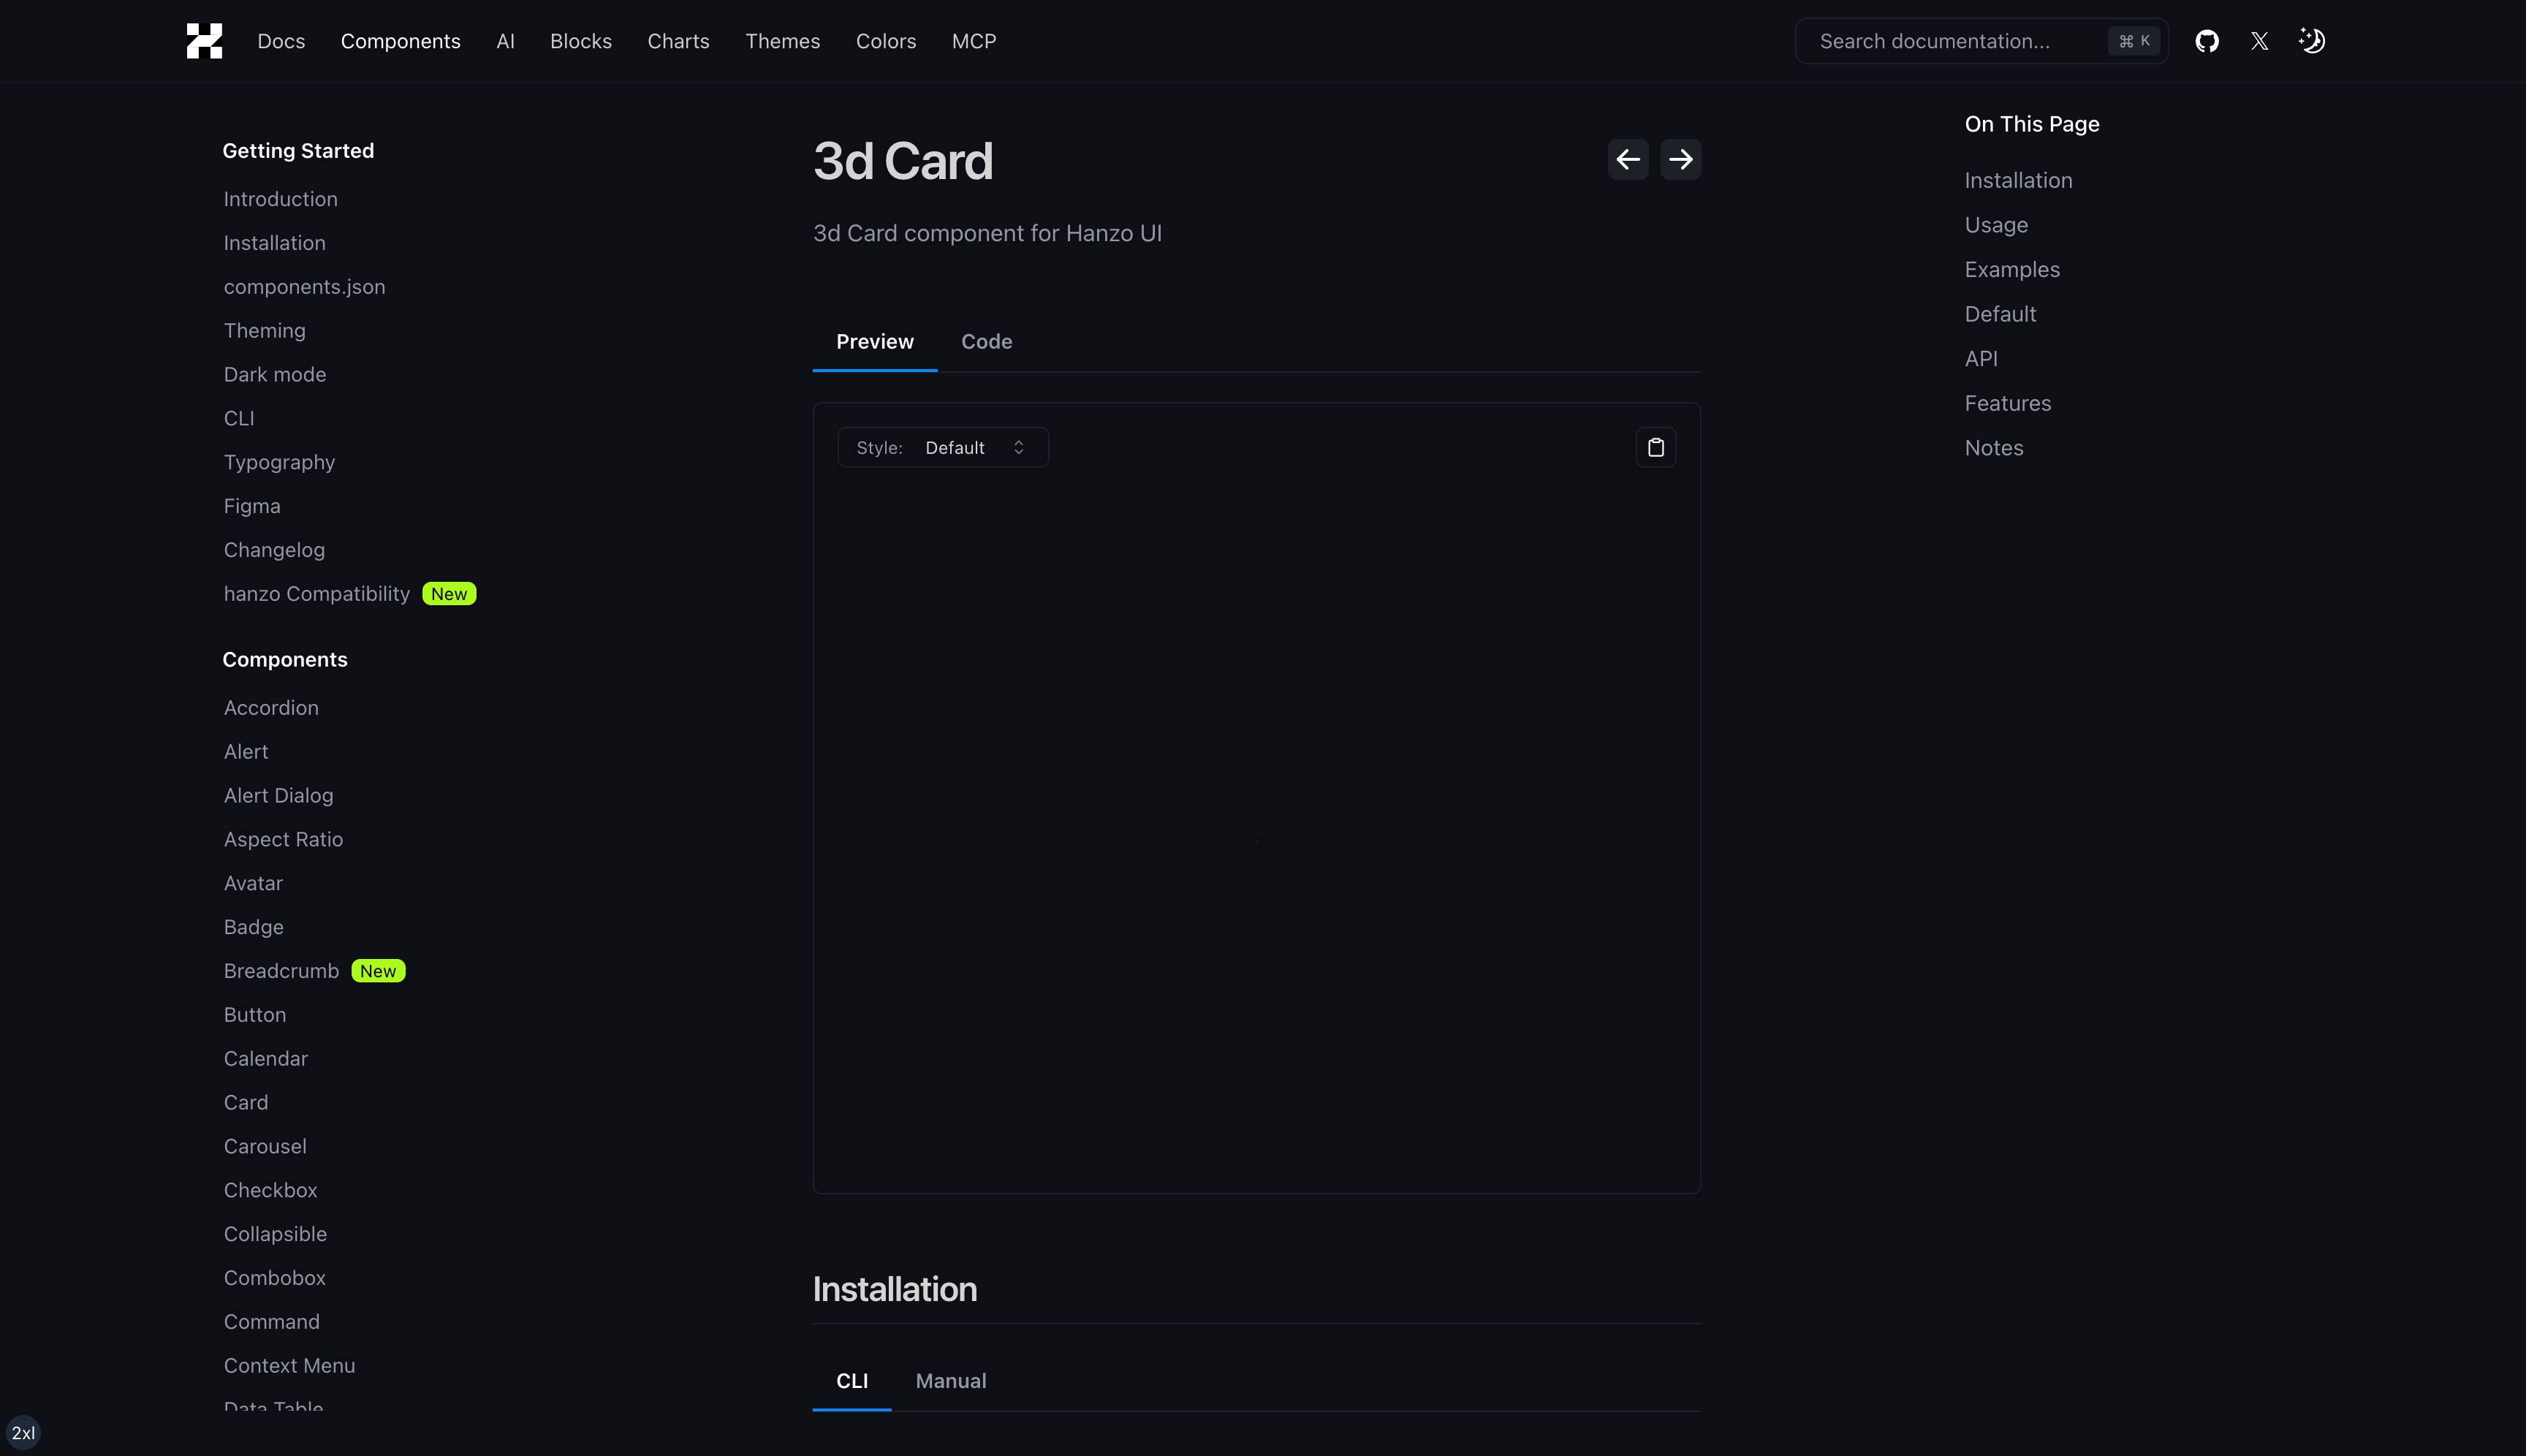 Docs
Components
AI
Blocks
Charts
Themes
Colors
MCP
Search documentation...
⌘ K
Getting Started
Introduction
Installation
components.json
Theming
Dark mode
CLI
Typography
Figma
Changelog
hanzo Compatibility New
Components
Accordion
Alert
Alert Dialog
Aspect Ratio
Avatar
Badge
Breadcrumb New
Button
Calendar
Card
Carousel
Checkbox
Collapsible
Combobox
Command
Context Menu
Data Table
2xl
3d Card
3d Card component for Hanzo UI
Preview
Code
Style: Default
Installation
CLI
Manual
On This Page
Installation
Usage
Examples
Default
API
Features
Notes